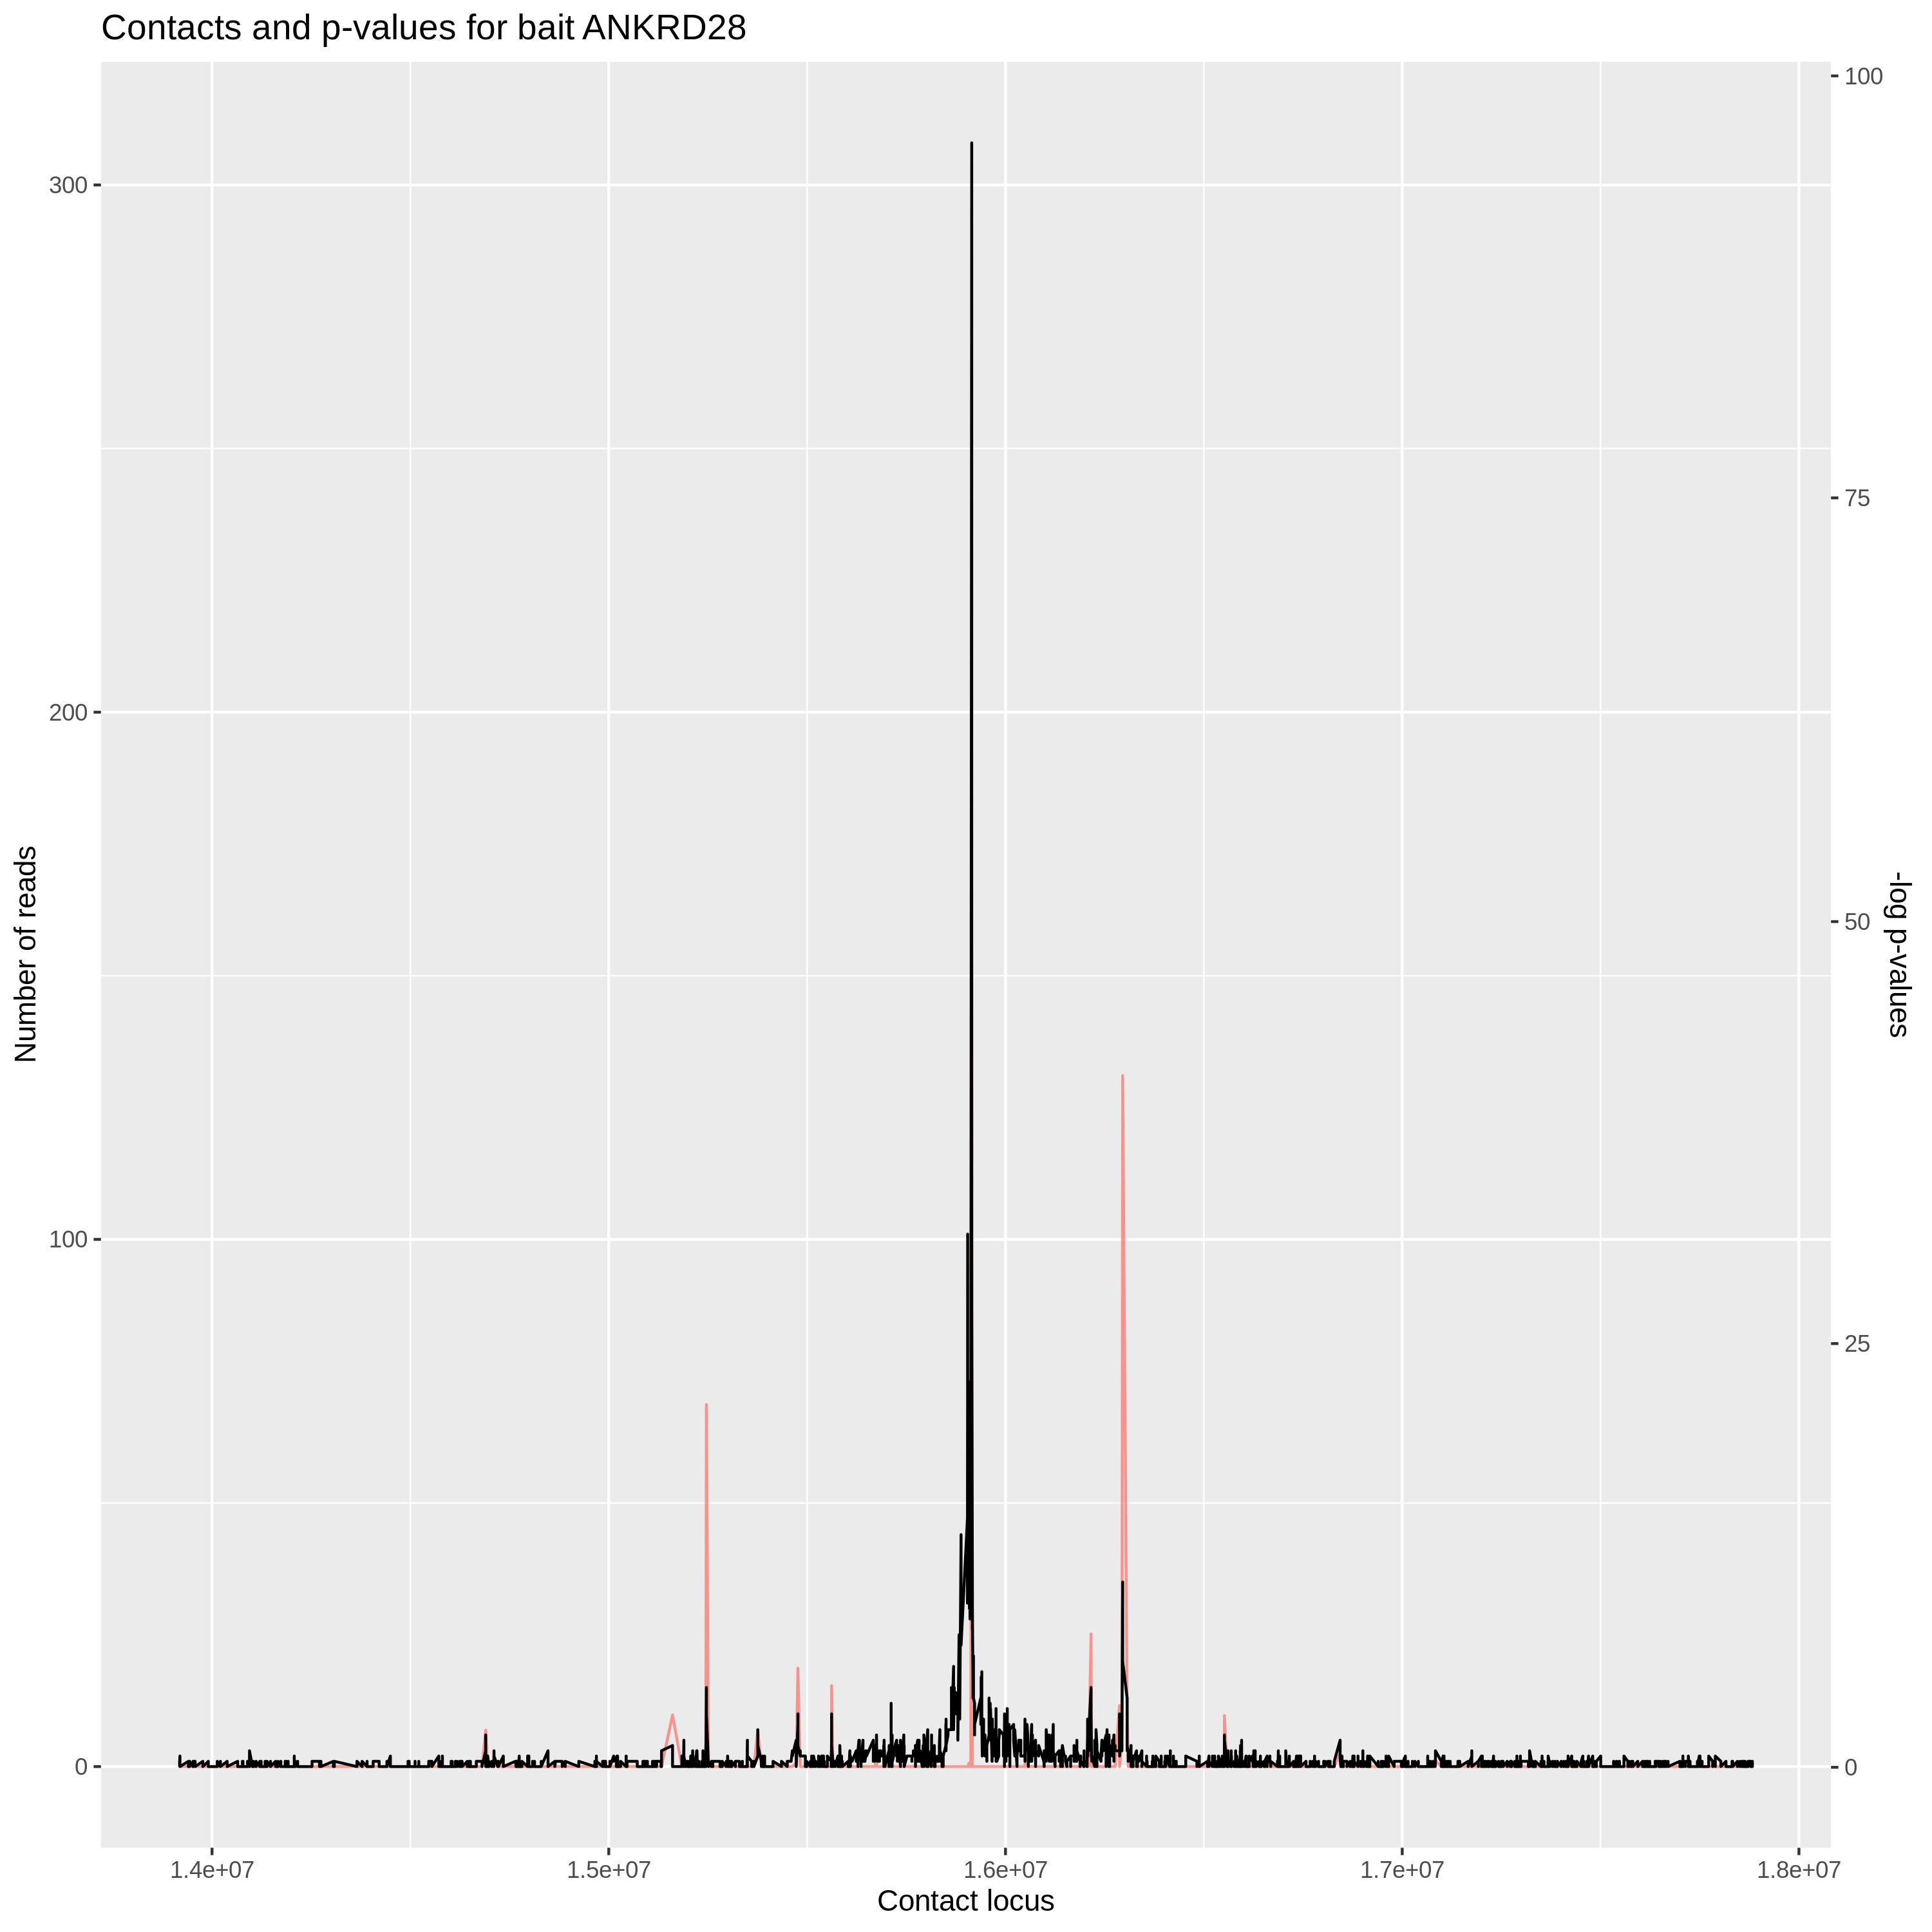 Contacts and p-values for bait ANKRD28
300
200
100
0
Number of reads
100
75
50
25
0
-log p-values
1.4e+07
1.5e+07
1.6e+07
1.7e+07
1.8e+07
Contact locus